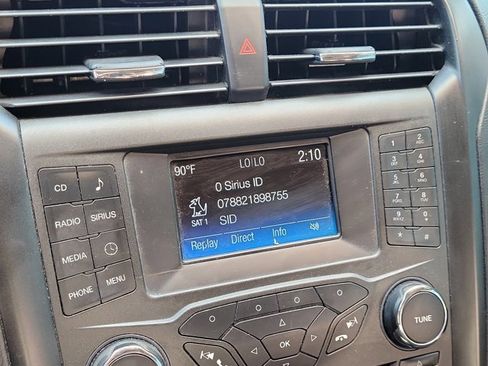 90°F LO|LO 2:10
0 Sirius ID
078821898755
SAT 1 SID
Replay Direct Info
CD
RADIO SIRIUS
MEDIA
PHONE MENU
1 2 ABC 3 DEF
4 GHI 5 JKL 6 MNO
7 PQRS 8 TUV 9 WXYZ
* 0 #
OK
TUNE